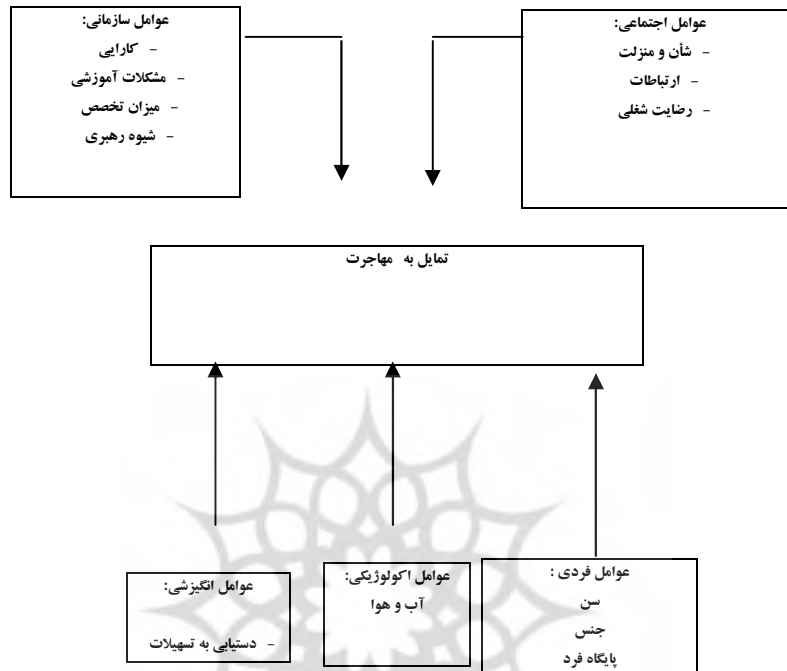 عوامل اجتماعی:
- شأن و منزلت
- ارتباطات
- رضایت شغلی
عوامل سازمانی:
- کارایی
- مشکلات آموزشی
- میزان تخصص
- شیوه رهبری
تمایل به مهاجرت
عوامل فردی :
سن
جنس
پایگاه فرد
عوامل اکولوژیکی:
آب و هوا
عوامل انگیزشی:
- دستیابی به تسهیلات